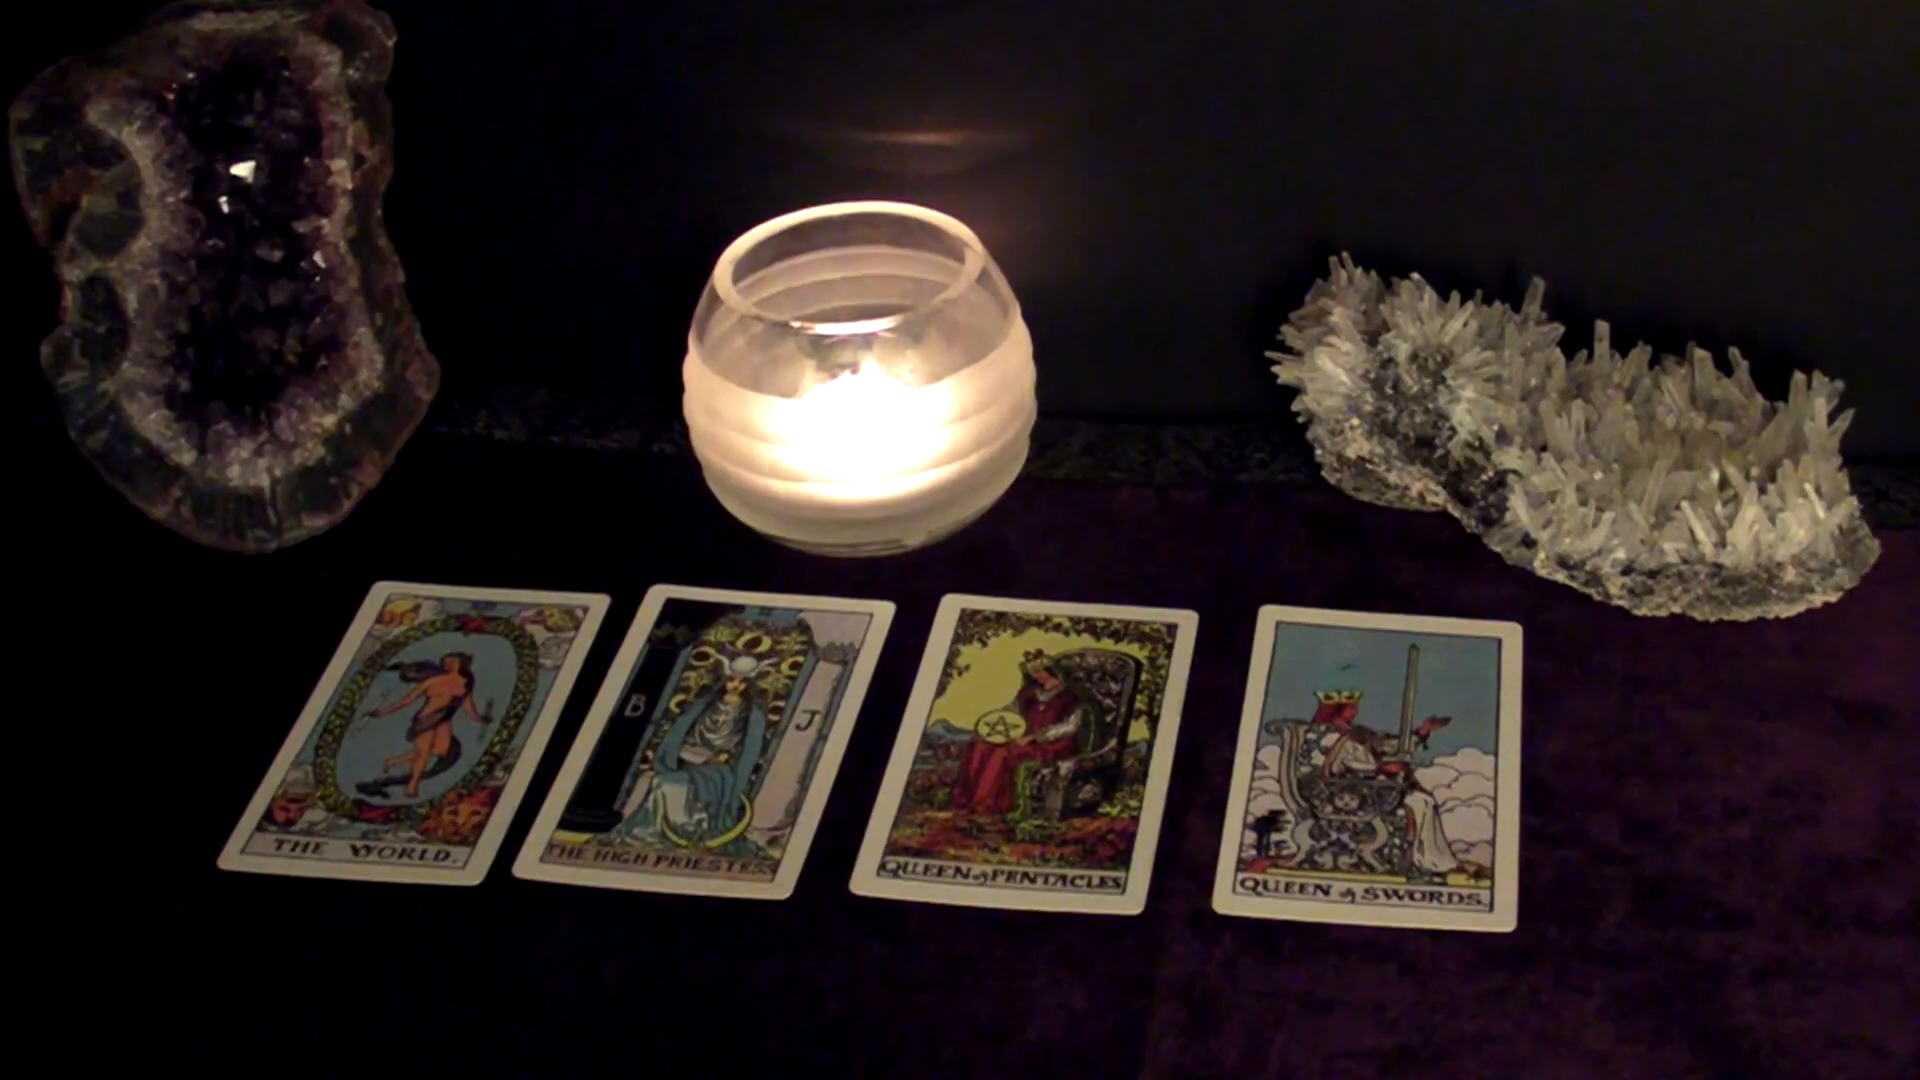 THE WORLD.
B
J
THE HIGH PRIESTESS
QUEEN of PENTACLES
QUEEN of SWORDS.